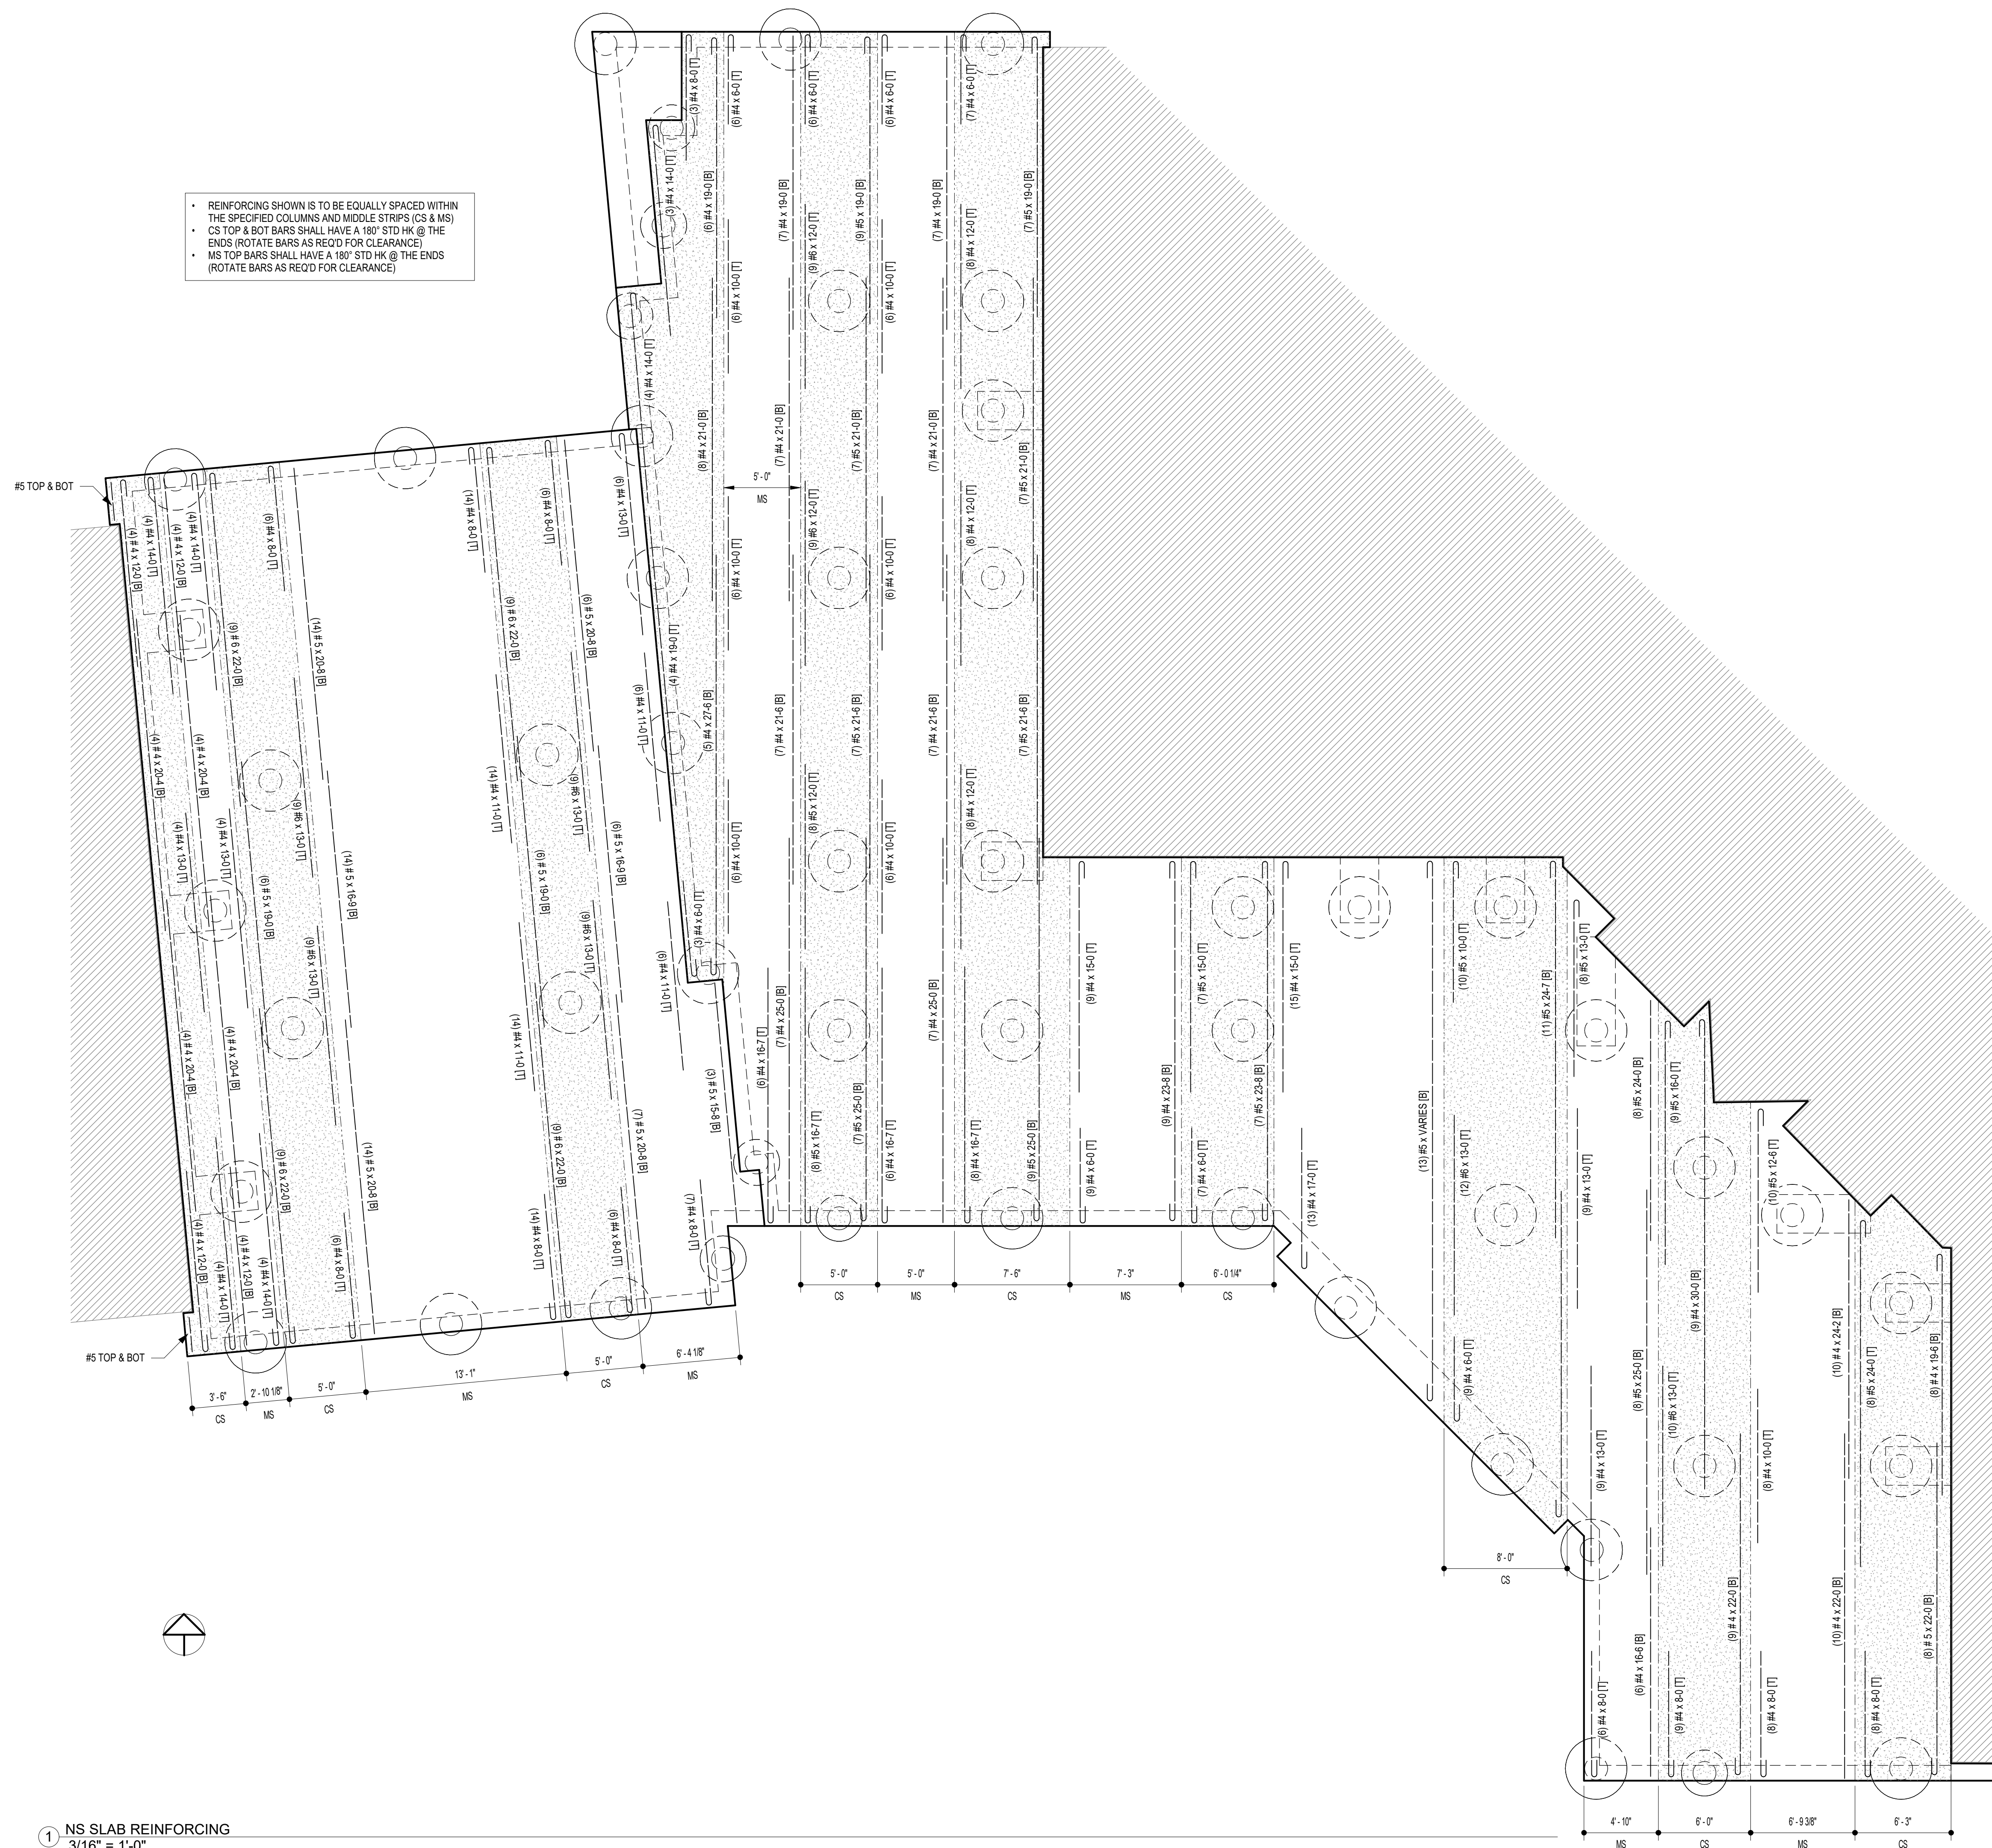 • REINFORCING SHOWN IS TO BE EQUALLY SPACED WITHIN
THE SPECIFIED COLUMNS AND MIDDLE STRIPS (CS & MS)
• CS TOP & BOT BARS SHALL HAVE A 180° STD HK @ THE
ENDS (ROTATE BARS AS REQ'D FOR CLEARANCE)
• MS TOP BARS SHALL HAVE A 180° STD HK @ THE ENDS
(ROTATE BARS AS REQ'D FOR CLEARANCE)
(3) #4 x 8-0 [T]
(6) #4 x 6-0 [T]
(6) #4 x 6-0 [T]
(6) #4 x 6-0 [T]
(7) #4 x 6-0 [T]
(3) #4 x 14-0 [T]
(6) #4 x 19-0 [B]
(7) #4 x 19-0 [B]
(9) #6 x 12-0 [T]
(9) #5 x 19-0 [B]
(7) #4 x 19-0 [B]
(8) #4 x 12-0 [T]
(7) #5 x 19-0 [B]
(6) #4 x 10-0 [T]
(6) #4 x 10-0 [T]
(4) #4 x 14-0 [T]
(8) #4 x 21-0 [B]
(7) #4 x 21-0 [B]
(7) #5 x 21-0 [B]
(7) #4 x 21-0 [B]
(7) #5 x 21-0 [B]
5' - 0"
MS
(9) #6 x 12-0 [T]
(8) #4 x 12-0 [T]
(6) #4 x 10-0 [T]
(6) #4 x 10-0 [T]
(4) #4 x 19-0 [T]
(5) #4 x 27-6 [B]
(7) #4 x 21-6 [B]
(7) #5 x 21-6 [B]
(7) #4 x 21-6 [B]
(7) #5 x 21-6 [B]
(8) #5 x 12-0 [T]
(8) #4 x 12-0 [T]
(6) #4 x 10-0 [T]
(6) #4 x 10-0 [T]
(3) #4 x 6-0 [T]
(6) #4 x 16-7 [T]
(7) #4 x 25-0 [B]
(8) #5 x 16-7 [T]
(7) #5 x 25-0 [B]
(6) #4 x 16-7 [T]
(7) #4 x 25-0 [B]
(8) #4 x 16-7 [T]
(9) #5 x 25-0 [B]
#5 TOP & BOT
(4) # 4 x 12-0 [B]
(4) #4 x 14-0 [T]
(4) # 4 x 12-0 [B]
(4) #4 x 14-0 [T]
(6) #4 x 8-0 [T]
(14) #4 x 8-0 [T]
(6) #4 x 8-0 [T]
(6) #4 x 13-0 [T]
(9) # 6 x 22-0 [B]
(14) # 5 x 20-8 [B]
(9) # 6 x 22-0 [B]
(6) # 5 x 20-8 [B]
(4) # 4 x 20-4 [B]
(4) # 4 x 20-4 [B]
(4) #4 x 13-0 [T]
(4) #4 x 13-0 [T]
(9) #6 x 13-0 [T]
(14) #4 x 11-0 [T]
(9) #6 x 13-0 [T]
(6) #4 x 11-0 [T]
(6) # 5 x 19-0 [B]
(14) # 5 x 16-9 [B]
(6) # 5 x 19-0 [B]
(6) # 5 x 16-9 [B]
(9) #6 x 13-0 [T]
(9) #6 x 13-0 [T]
(6) #4 x 11-0 [T]
(4) # 4 x 20-4 [B]
(4) # 4 x 20-4 [B]
(14) #4 x 11-0 [T]
(3) # 5 x 15-8 [B]
(9) # 6 x 22-0 [B]
(14) # 5 x 20-8 [B]
(9) # 6 x 22-0 [B]
(7) # 5 x 20-8 [B]
(4) # 4 x 12-0 [B]
(4) #4 x 14-0 [T]
(4) # 4 x 12-0 [B]
(4) #4 x 14-0 [T]
(6) #4 x 8-0 [T]
(14) #4 x 8-0 [T]
(6) #4 x 8-0 [T]
(7) #4 x 8-0 [T]
#5 TOP & BOT
3' - 6"
CS
2' - 10 1/8"
MS
5' - 0"
CS
13' - 1"
MS
5' - 0"
CS
6' - 4 1/8"
MS
(9) #4 x 15-0 [T]
(7) #5 x 15-0 [T]
(15) #4 x 15-0 [T]
(9) #4 x 23-8 [B]
(7) #5 x 23-8 [B]
(9) #4 x 6-0 [T]
(7) #4 x 6-0 [T]
(13) #4 x 17-0 [T]
(13) #5 x VARIES [B]
(10) #5 x 10-0 [T]
(11) #5 x 24-7 [B]
(8) #5 x 13-0 [T]
(12) #6 x 13-0 [T]
(9) #4 x 13-0 [T]
(9) #4 x 6-0 [T]
(9) #4 x 13-0 [T]
5' - 0"
CS
5' - 0"
MS
7' - 6"
CS
7' - 3"
MS
6' - 0 1/4"
CS
8' - 0"
CS
(8) #5 x 24-0 [B]
(9) #5 x 16-0 [T]
(10) #5 x 12-6 [T]
(9) #4 x 30-0 [B]
(8) #5 x 25-0 [B]
(10) #6 x 13-0 [T]
(8) #4 x 10-0 [T]
(10) # 4 x 24-2 [B]
(8) #5 x 24-0 [T]
(8) # 4 x 19-6 [B]
(6) #4 x 16-6 [B]
(9) # 4 x 22-0 [B]
(10) # 4 x 22-0 [B]
(8) # 5 x 22-0 [B]
(6) #4 x 8-0 [T]
(9) #4 x 8-0 [T]
(8) #4 x 8-0 [T]
(8) #4 x 8-0 [T]
4' - 10"
MS
6' - 0"
CS
6' - 9 3/8"
MS
6' - 3"
CS
1
NS SLAB REINFORCING
3/16" = 1'-0"